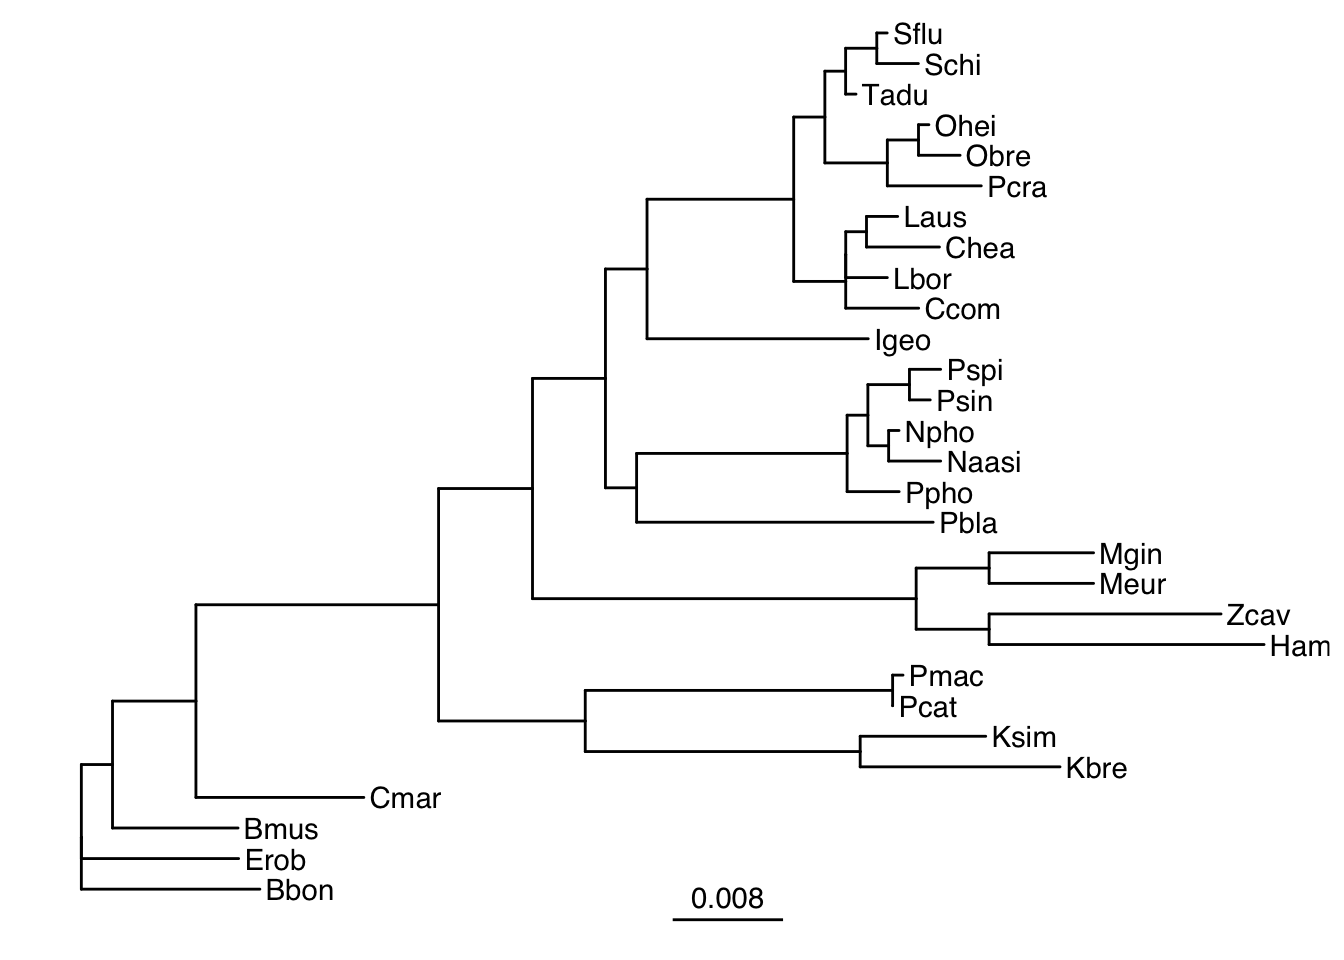 Sflu
Schi
Tadu
Ohei
Obre
Pcra
Laus
Chea
Lbor
Ccom
Igeo
Pspi
Psin
Npho
Naasi
Ppho
Pbla
Mgin
Meur
Zcav
Ham
Pmac
Pcat
Ksim
Kbre
Cmar
Bmus
Erob
Bbon
0.008